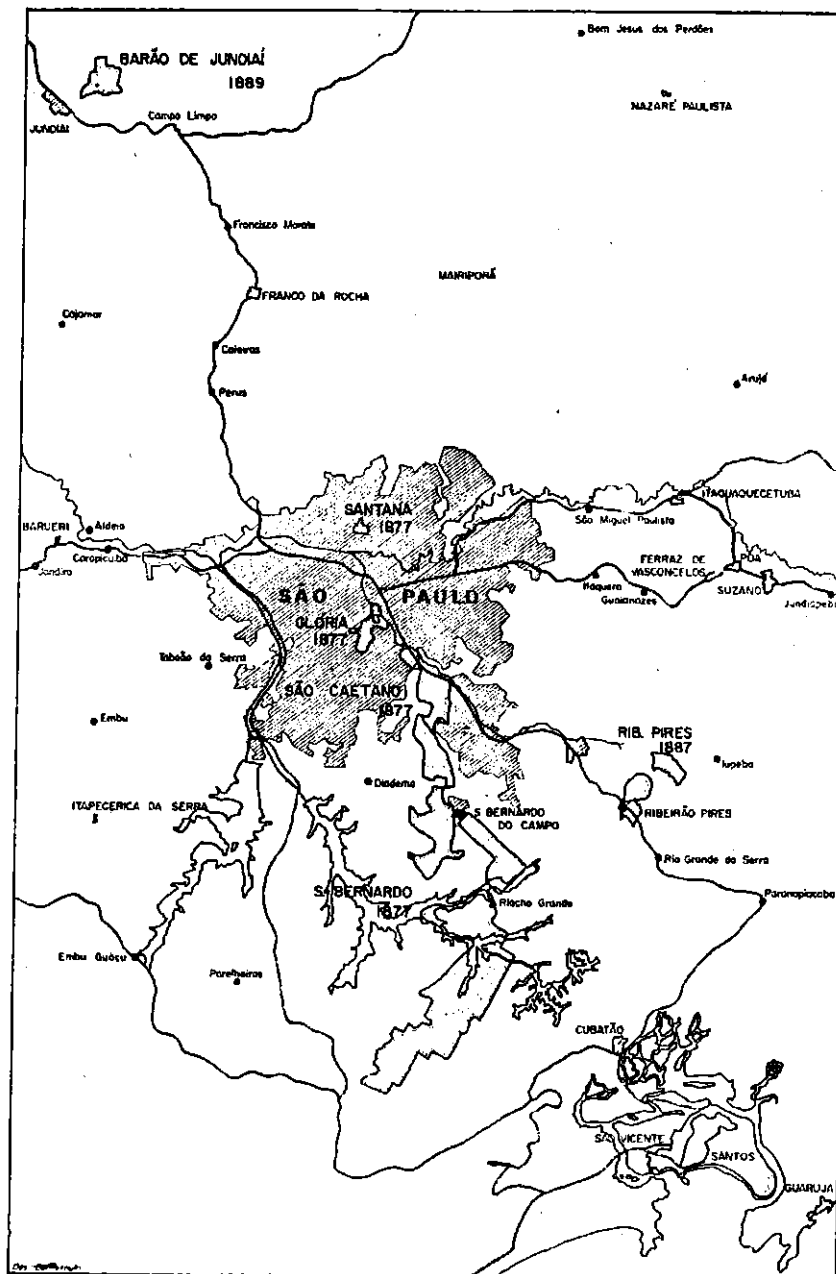 Bom Jesus dos Perdões
BARÃO DE JUNDIAÍ
1889
NAZARÉ PAULISTA
Campo Limpo
JUNDIAÍ
Francisco Morato
MAIRIPORÃ
FRANCO DA ROCHA
Cajamar
Caieiras
Arujá
Perus
ITAQUAQUECETUBA
SANTANA
1877
São Miguel Paulista
BARUERI
Aldeia
Carapicuíba
Jandira
FERRAZ DE
VASCONCELOS
POÁ
Itaquera
SUZANO
Guaianazes
Jundiapeba
SÃO PAULO
GLÓRIA
1877
Taboão da Serra
SÃO CAETANO
1877
Embu
RIB. PIRES
1887
Iupeba
Diadema
ITAPECERICA DA SERRA
S. BERNARDO
DO CAMPO
RIBEIRÃO PIRES
Rio Grande da Serra
S. BERNARDO
1877
Riacho Grande
Paranapiacaba
Embu Guaçu
Parelheiros
CUBATÃO
SÃO VICENTE
SANTOS
GUARUJÁ